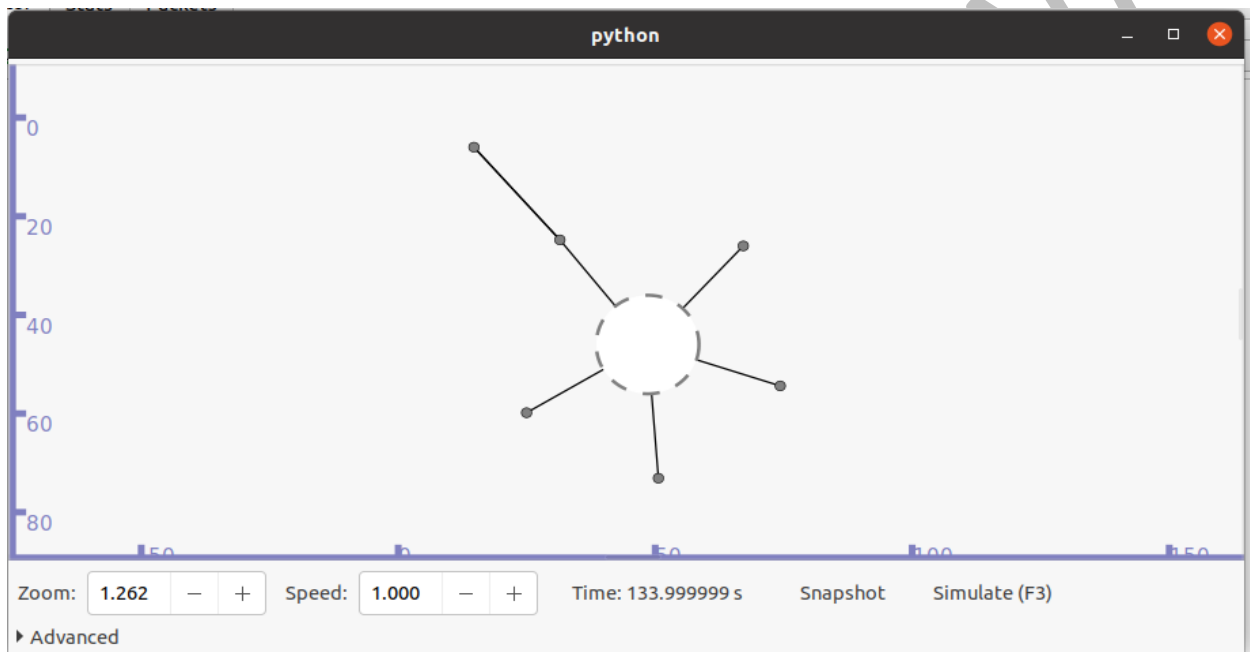 python
0
20
40
60
80
50 0 50 100 150
Zoom: 1.262 − + Speed: 1.000 − + Time: 133.999999 s Snapshot Simulate (F3)
Advanced